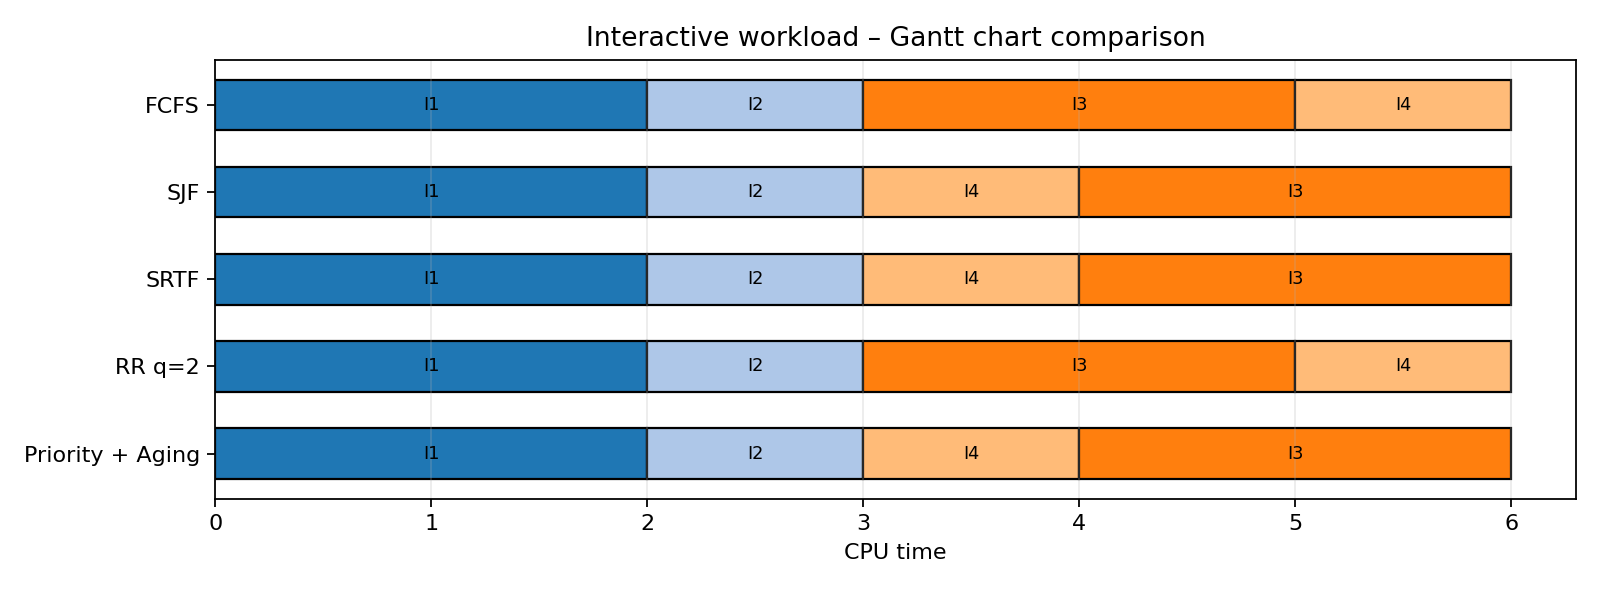 Interactive workload – Gantt chart comparison
FCFS I1 I2 I3 I4
SJF I1 I2 I4 I3
SRTF I1 I2 I4 I3
RR q=2 I1 I2 I3 I4
Priority + Aging I1 I2 I4 I3
0 1 2 3 4 5 6
CPU time